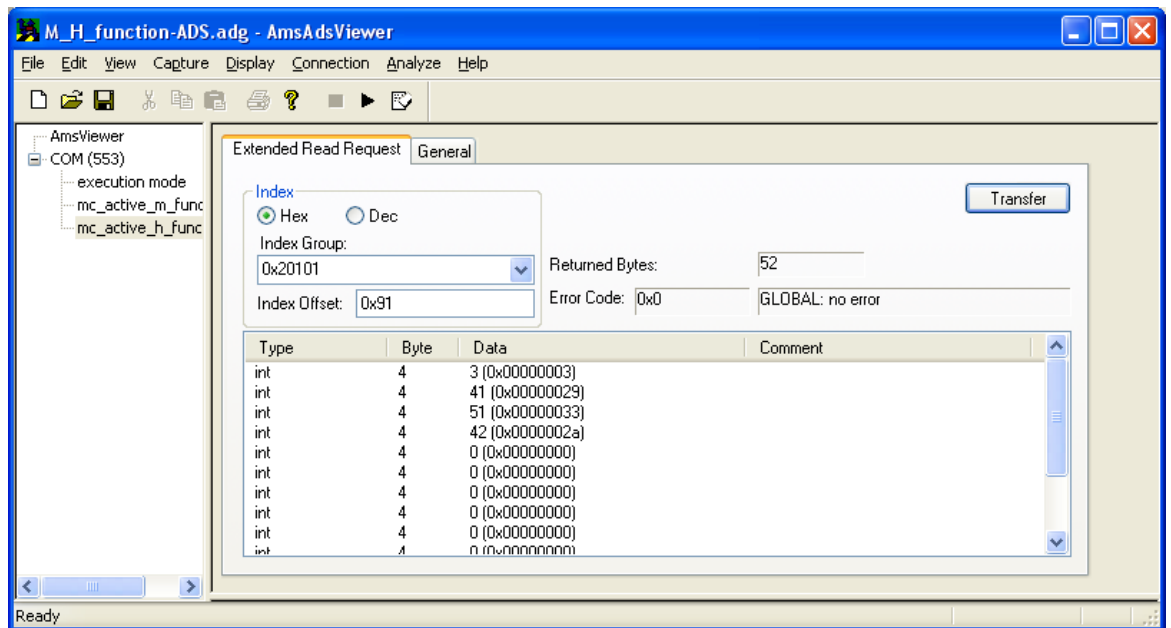 M_H_function-ADS.adg - AmsAdsViewer
File Edit View Capture Display Connection Analyze Help
AmsViewer
COM (553)
execution mode
mc_active_m_func
mc_active_h_func
Extended Read Request General
Index
Hex Dec
Transfer
Index Group:
0x20101
Returned Bytes: 52
Index Offset: 0x91
Error Code: 0x0 GLOBAL: no error
Type Byte Data Comment
int 4 3 (0x00000003)
int 4 41 (0x00000029)
int 4 51 (0x00000033)
int 4 42 (0x0000002a)
int 4 0 (0x00000000)
int 4 0 (0x00000000)
int 4 0 (0x00000000)
int 4 0 (0x00000000)
int 4 0 (0x00000000)
int 4 0 (0x00000000)
Ready